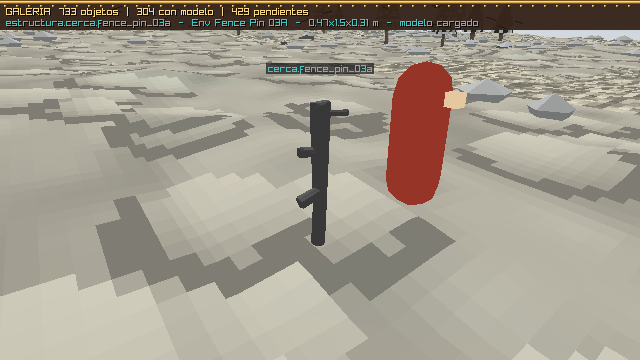 GALERIA 733 objetos | 304 con modelo | 429 pendientes
estructura.cerca.fence_pin_03a - Env Fence Pin 03A - 0.47x1.5x0.31 m - modelo cargado
cerca.fence_pin_03a